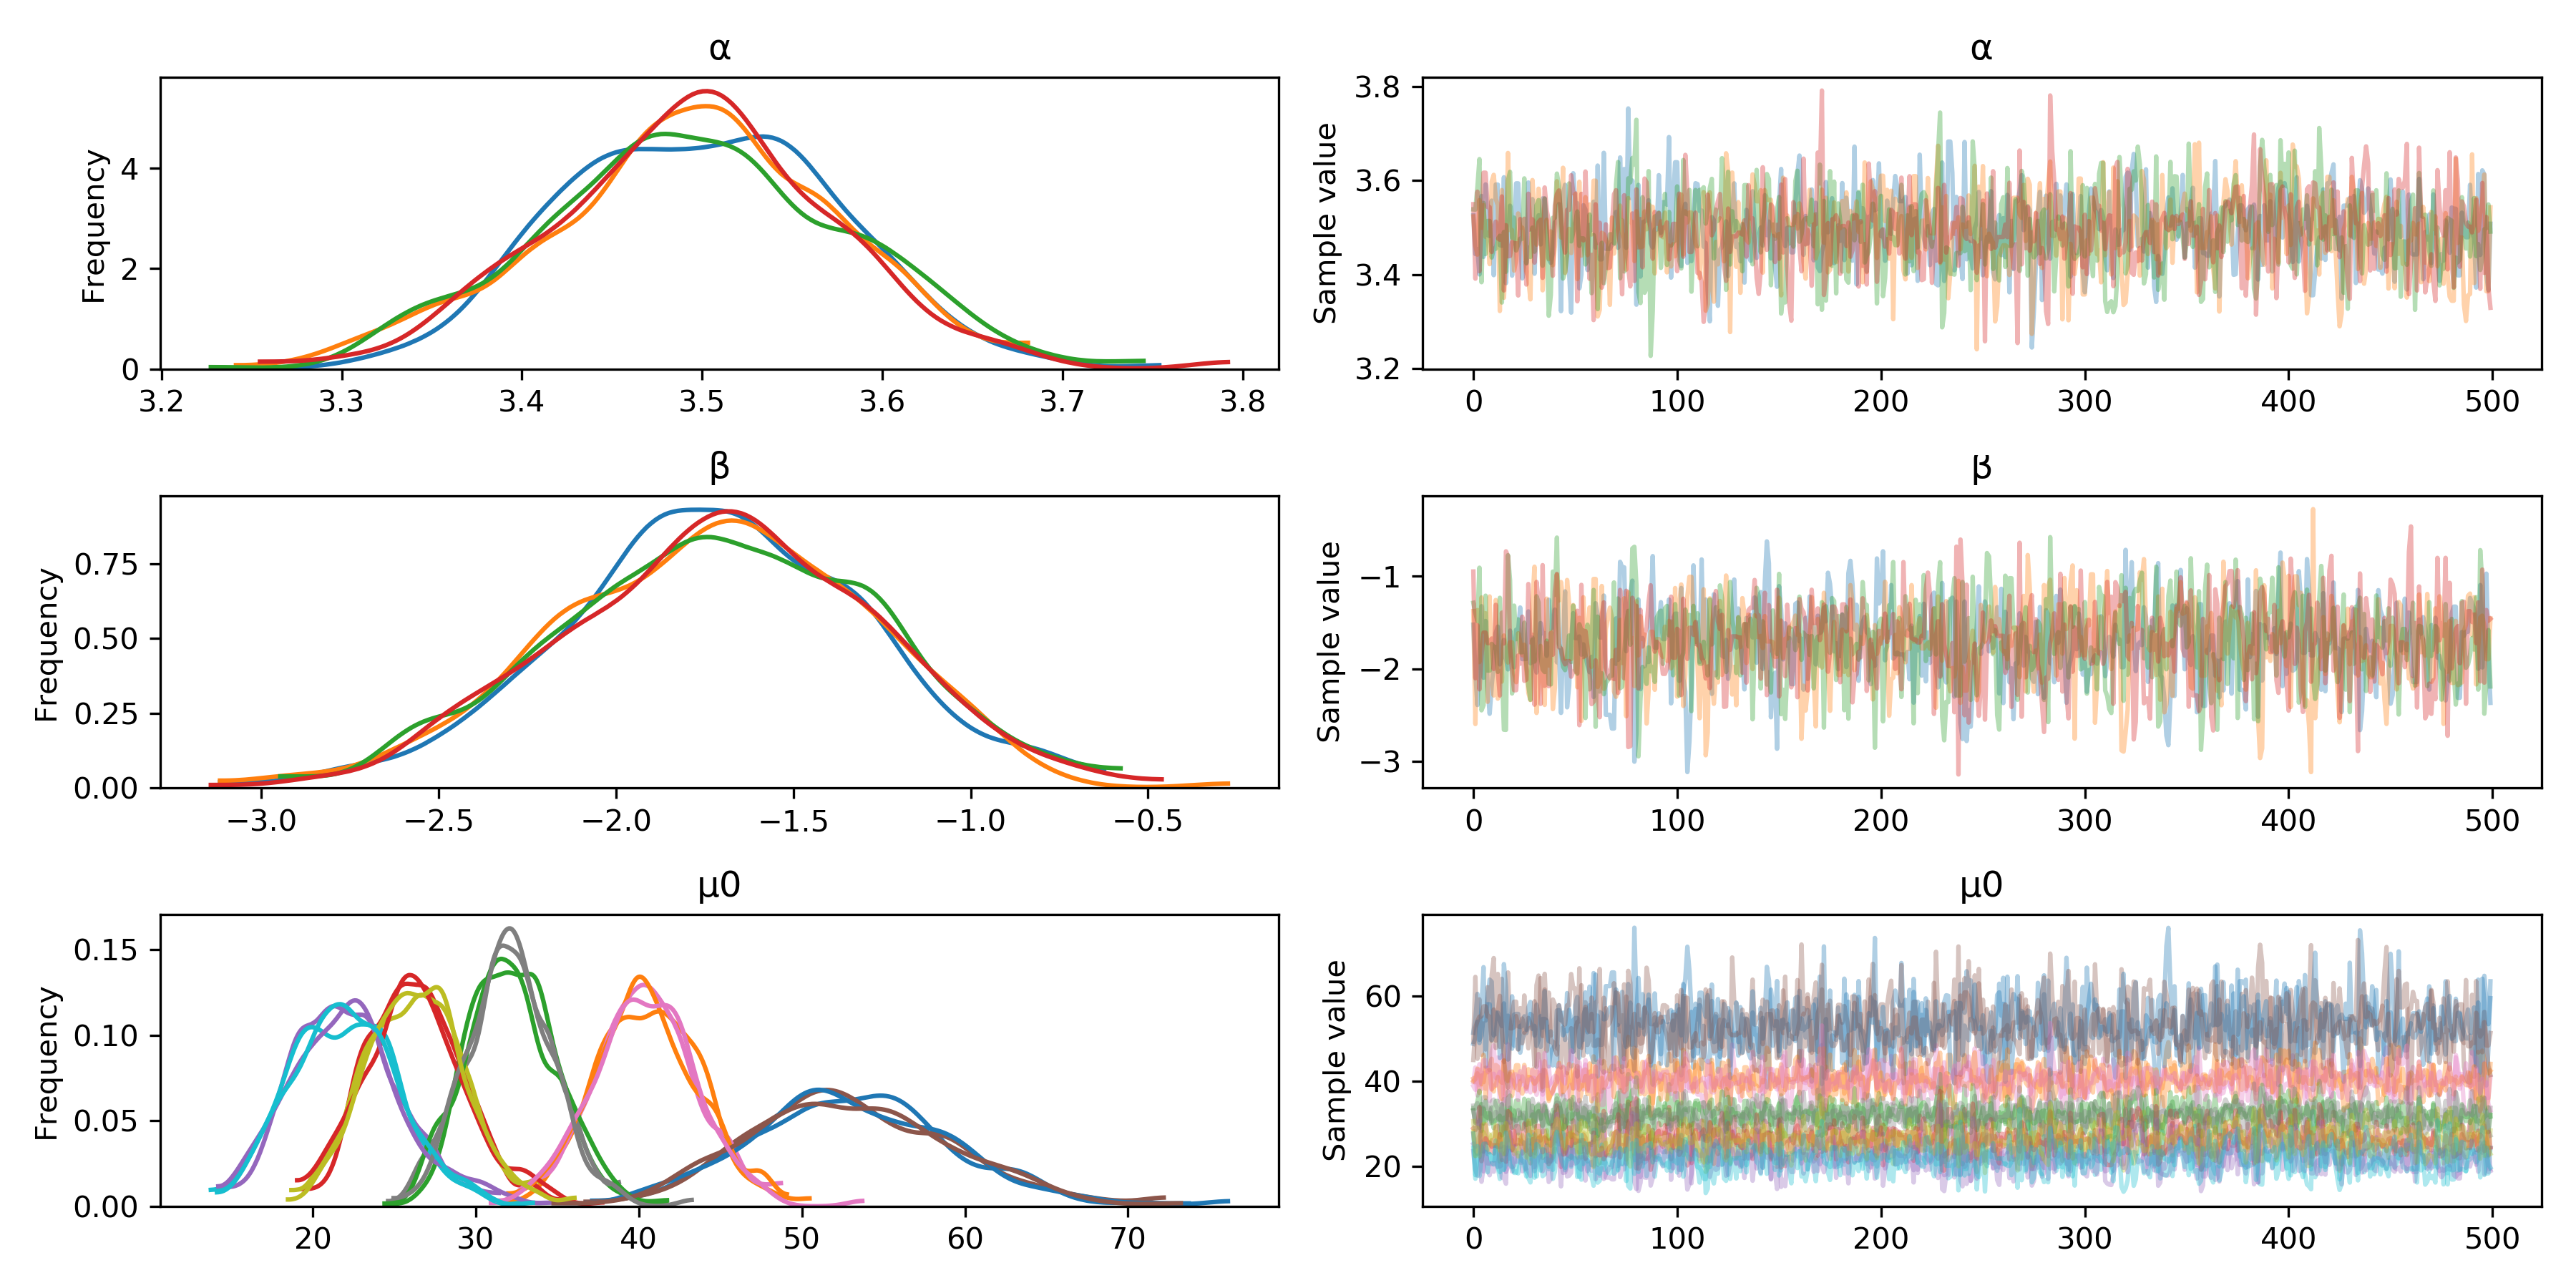 α
α
Frequency
4
2
0
3.2 3.3 3.4 3.5 3.6 3.7 3.8
Sample value
3.8
3.6
3.4
3.2
0 100 200 300 400 500
β
β
Frequency
0.75
0.50
0.25
0.00
−3.0 −2.5 −2.0 −1.5 −1.0 −0.5
Sample value
−1
−2
−3
0 100 200 300 400 500
μ0
μ0
Frequency
0.15
0.10
0.05
0.00
20 30 40 50 60 70
Sample value
60
40
20
0 100 200 300 400 500